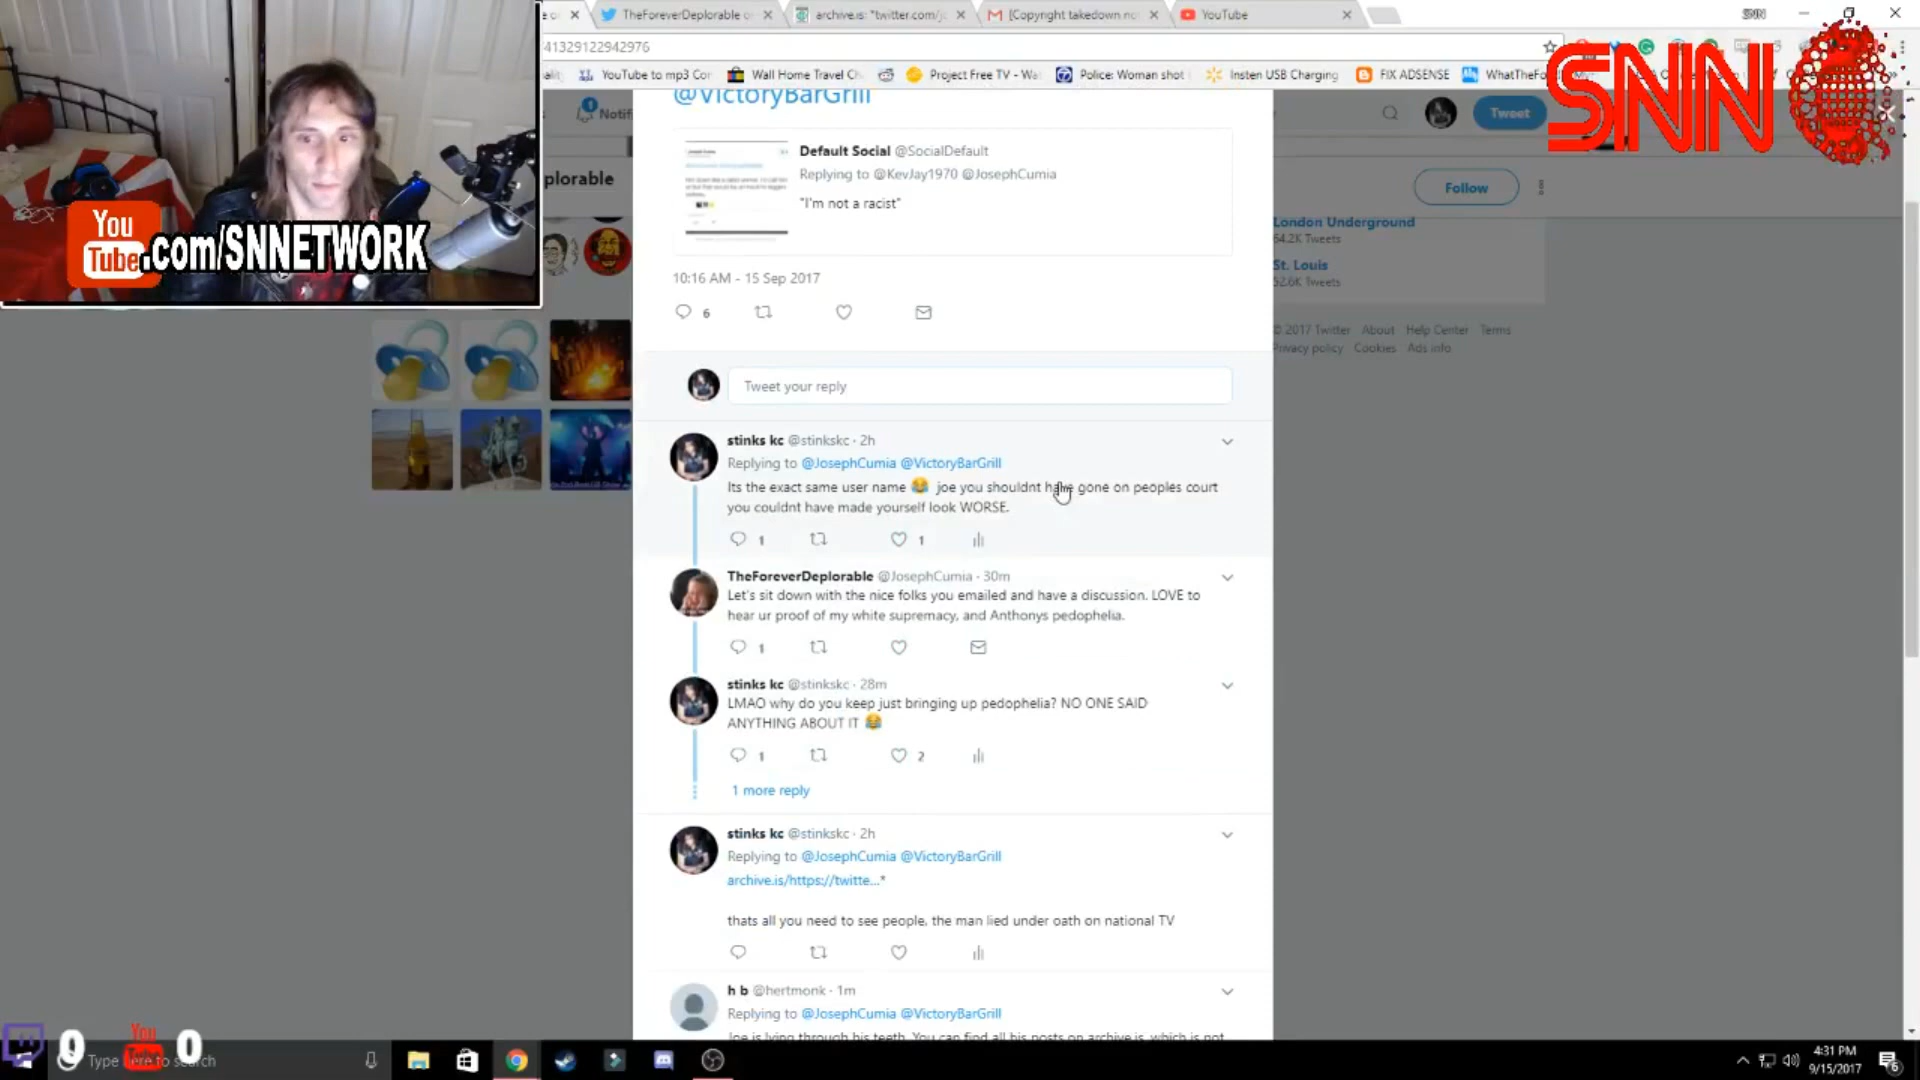 TheForeverDeplorable o
archive.is: "twitter.com/j
[Copyright takedown no
YouTube
SNN
41329122942976
YouTube to mp3 Con
Wall Home Travel Ch
Project Free TV - Wa
Police: Woman shot
Insten USB Charging
FIX ADSENSE
WhatTheFo
SNN
Notifi
Tweet
plorable
Follow
You
Tube.com/SNNETWORK
@VictoryBarGrill
Default Social @SocialDefault
Replying to @KevJay1970 @JosephCumia
"I'm not a racist"
10:16 AM - 15 Sep 2017
6
London Underground
64.2K Tweets
St. Louis
52.6K Tweets
© 2017 Twitter About Help Center Terms
Privacy policy Cookies Ads info
Tweet your reply
stinks kc @stinkskc · 2h
Replying to @JosephCumia @VictoryBarGrill
Its the exact same user name 😂 joe you shouldnt have gone on peoples court
you couldnt have made yourself look WORSE.
1 1
TheForeverDeplorable @JosephCumia · 30m
Let's sit down with the nice folks you emailed and have a discussion. LOVE to
hear ur proof of my white supremacy, and Anthonys pedophelia.
1
stinks kc @stinkskc · 28m
LMAO why do you keep just bringing up pedophelia? NO ONE SAID
ANYTHING ABOUT IT 😂
1 2
1 more reply
stinks kc @stinkskc · 2h
Replying to @JosephCumia @VictoryBarGrill
archive.is/https://twitte...*
thats all you need to see people, the man lied under oath on national TV
h b @hertmonk · 1m
Replying to @JosephCumia @VictoryBarGrill
Joe is lying through his teeth. You can find all his posts on archive.is, which is not
0 You Tube 0
Type here to search
4:31 PM
9/15/2017
6